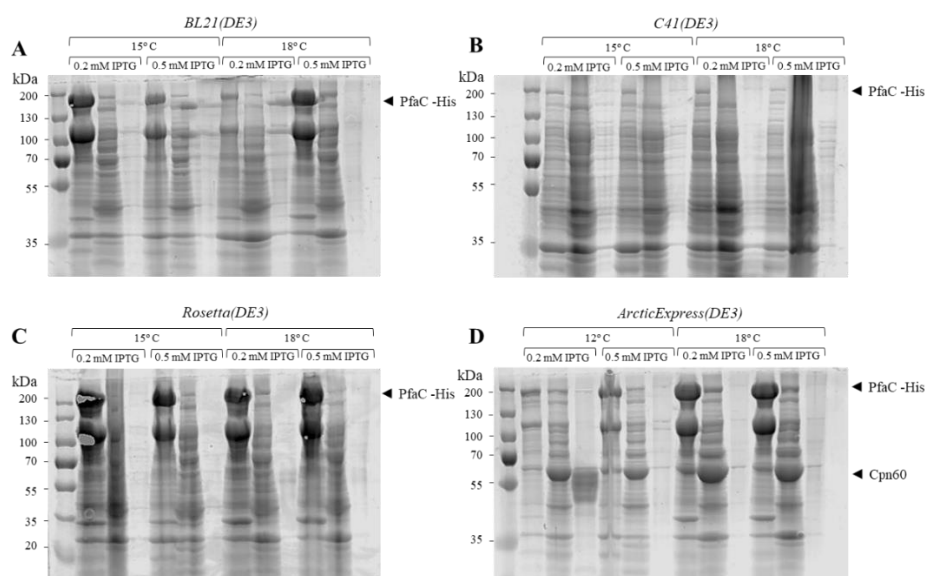 BL21(DE3)
A
15° C
18° C
0.2 mM IPTG
0.5 mM IPTG
0.2 mM IPTG
0.5 mM IPTG
kDa
200
130
100
70
55
35
PfaC -His
C41(DE3)
B
15° C
18° C
0.2 mM IPTG
0.5 mM IPTG
0.2 mM IPTG
0.5 mM IPTG
kDa
200
130
100
70
55
35
PfaC -His
Rosetta(DE3)
C
15° C
18° C
0.2 mM IPTG
0.5 mM IPTG
0.2 mM IPTG
0.5 mM IPTG
kDa
200
130
100
70
55
35
20
PfaC -His
ArcticExpress(DE3)
D
12° C
18° C
0.2 mM IPTG
0.5 mM IPTG
0.2 mM IPTG
0.5 mM IPTG
kDa
200
130
100
70
55
35
PfaC -His
Cpn60